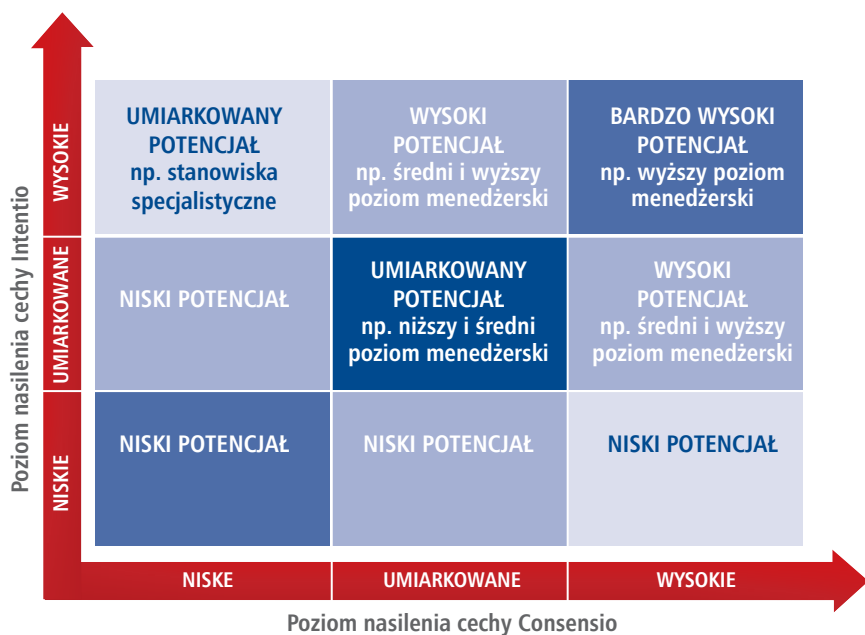 Poziom nasilenia cechy Intentio
WYSOKIE
UMIARKOWANY
POTENCJAŁ
np. stanowiska
specjalistyczne
WYSOKI
POTENCJAŁ
np. średni i wyższy
poziom menedżerski
BARDZO WYSOKI
POTENCJAŁ
np. wyższy poziom
menedżerski
UMIARKOWANE
NISKI POTENCJAŁ
UMIARKOWANY
POTENCJAŁ
np. niższy i średni
poziom menedżerski
WYSOKI
POTENCJAŁ
np. średni i wyższy
poziom menedżerski
NISKIE
NISKI POTENCJAŁ
NISKI POTENCJAŁ
NISKI POTENCJAŁ
NISKE
UMIARKOWANE
WYSOKIE
Poziom nasilenia cechy Consensio